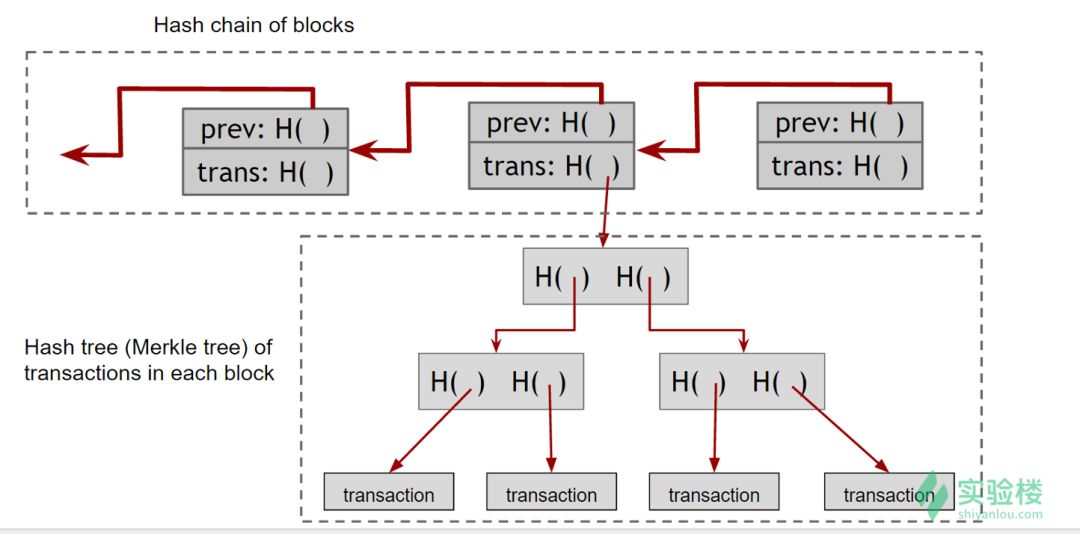 Hash chain of blocks
prev: H( )
trans: H( )
prev: H( )
trans: H( )
prev: H( )
trans: H( )
H( ) H( )
Hash tree (Merkle tree) of
transactions in each block
H( ) H( )
H( ) H( )
transaction
transaction
transaction
transaction
实验楼
shiyanlou.com